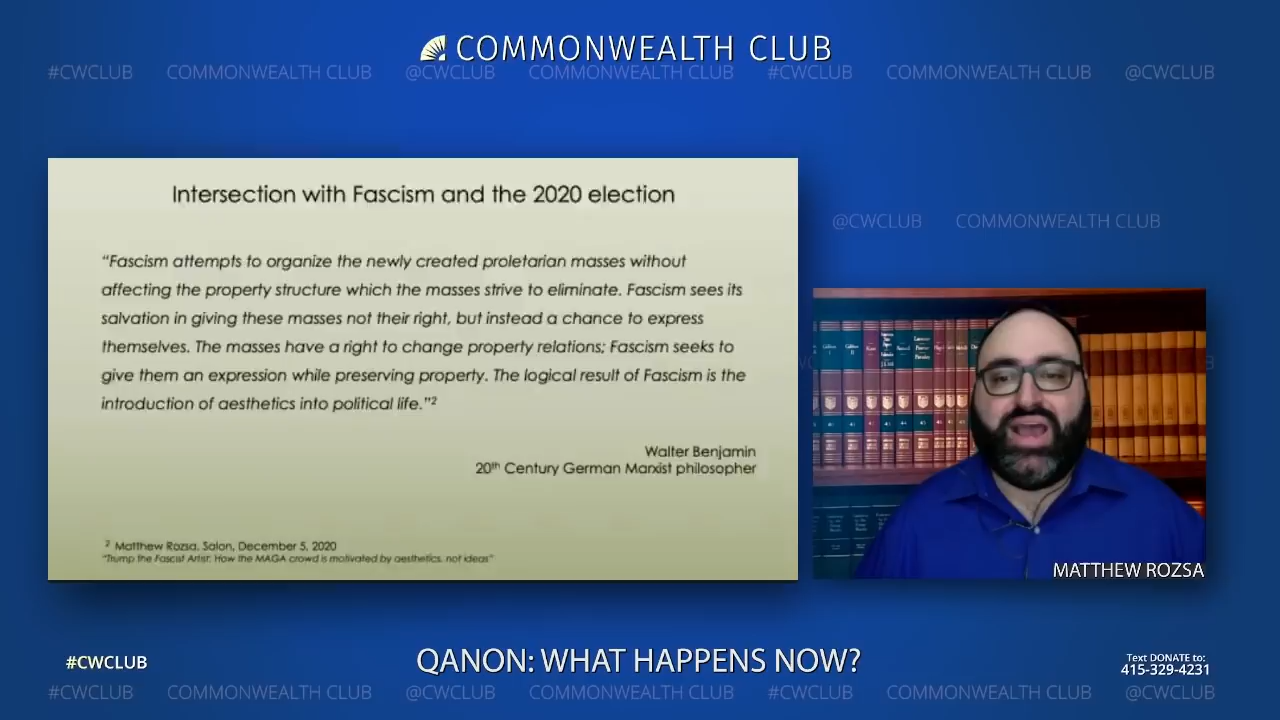 COMMONWEALTH CLUB
#CWCLUB COMMONWEALTH CLUB @CWCLUB COMMONWEALTH CLUB #CWCLUB COMMONWEALTH CLUB @CWCLUB
Intersection with Fascism and the 2020 election
“Fascism attempts to organize the newly created proletarian masses without
affecting the property structure which the masses strive to eliminate. Fascism sees its
salvation in giving these masses not their right, but instead a chance to express
themselves. The masses have a right to change property relations; Fascism seeks to
give them an expression while preserving property. The logical result of Fascism is the
introduction of aesthetics into political life.”2
Walter Benjamin
20th Century German Marxist philosopher
2 Matthew Rozsa, Salon, December 5, 2020
“Trump the Fascist Artist: How the MAGA crowd is motivated by aesthetics, not ideas”
@CWCLUB COMMONWEALTH CLUB
MATTHEW ROZSA
#CWCLUB
QANON: WHAT HAPPENS NOW?
Text DONATE to:
415-329-4231
#CWCLUB COMMONWEALTH CLUB @CWCLUB COMMONWEALTH CLUB #CWCLUB COMMONWEALTH CLUB @CWCLUB